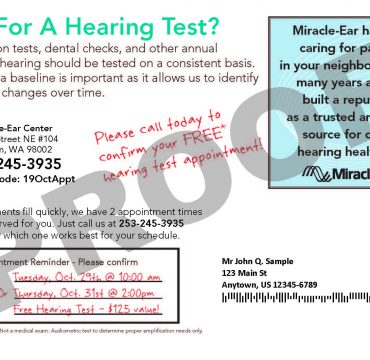 For A Hearing Test?
on tests, dental checks, and other annual
hearing should be tested on a consistent basis.
a baseline is important as it allows us to identify
changes over time.
le-Ear Center
Street NE #104
n, WA 98002
245-3935
ode: 19OctAppt
Please call today to
confirm your FREE*
hearing test appointment!
ments fill quickly, we have 2 appointment times
erved for you. Just call us at 253-245-3935
which one works best for your schedule.
ntment Reminder - Please confirm
Tuesday, Oct. 29th @ 10:00 am
Or Thursday, Oct. 31st @ 2:00pm
Free Hearing Test - $125 value!
Not a medical exam. Audiometric test to determine proper amplification needs only.
Miracle-Ear ha
caring for pa
in your neighbo
many years a
built a repu
as a trusted an
source for c
hearing heal
Miracl
Mr John Q. Sample
123 Main St
Anytown, US 12345-6789
PROOF